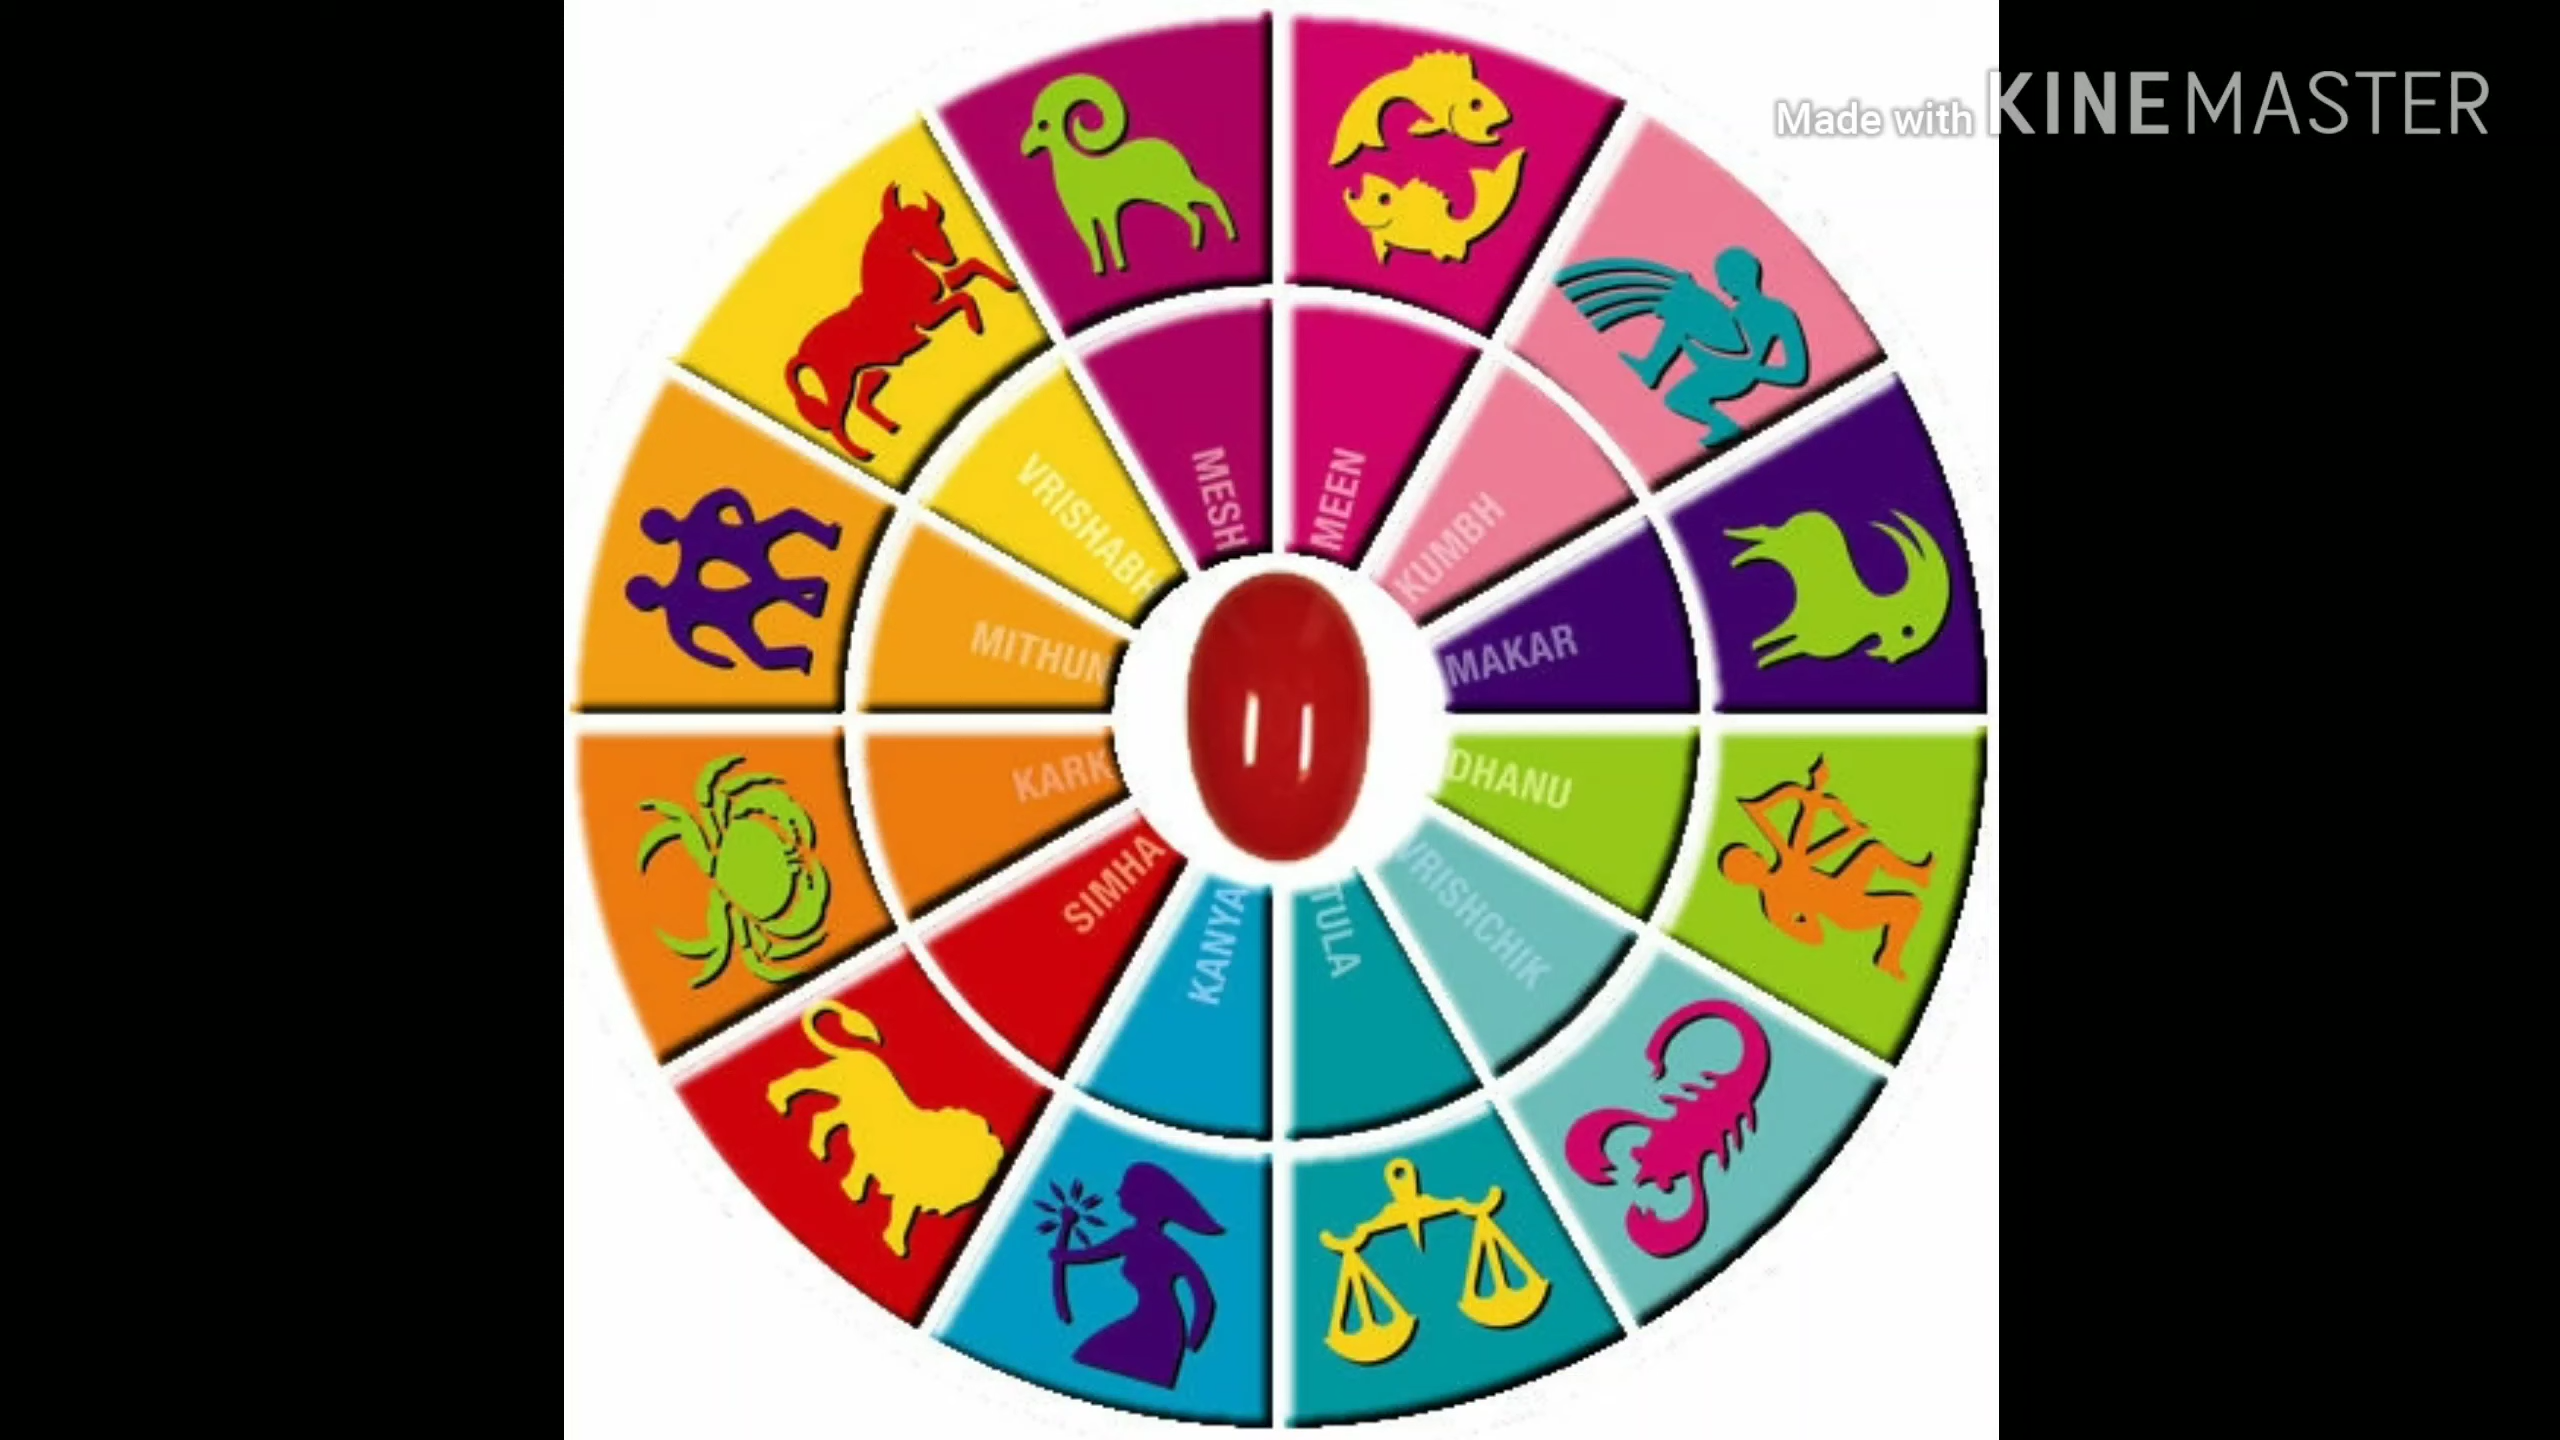 Made with KINEMASTER
MESH
MEEN
KUMBH
MAKAR
DHANU
VRISHCHIK
TULA
KANYA
SIMHA
KARK
MITHUN
VRISHABH